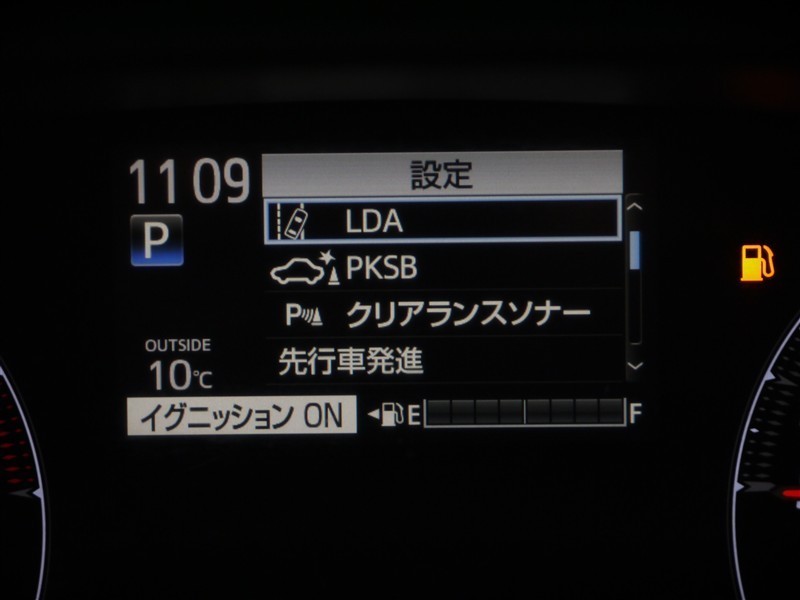 11 09
設定
P
LDA
PKSB
P クリアランスソナー
先行車発進
OUTSIDE
10℃
イグニッション ON
E F